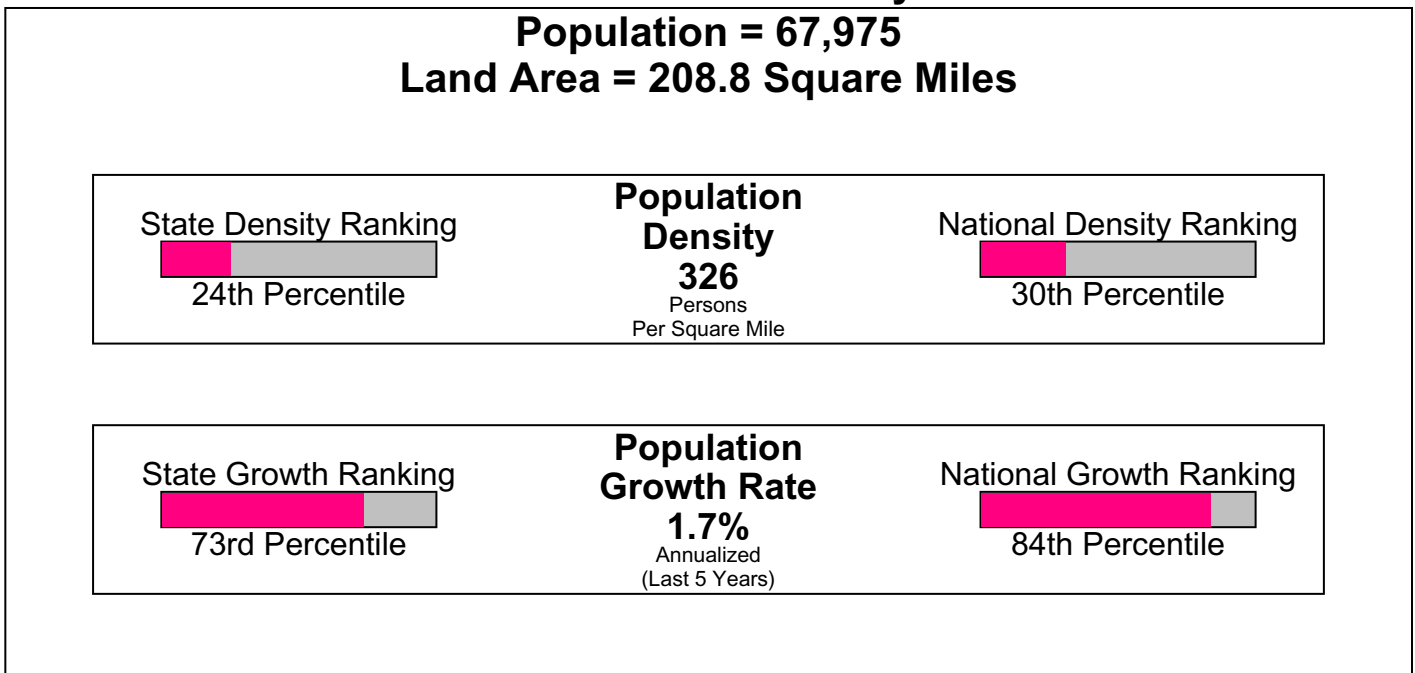 Population = 67,975
Land Area = 208.8 Square Miles
State Density Ranking
24th Percentile
Population
Density
326
Persons
Per Square Mile
National Density Ranking
30th Percentile
State Growth Ranking
73rd Percentile
Population
Growth Rate
1.7%
Annualized
(Last 5 Years)
National Growth Ranking
84th Percentile